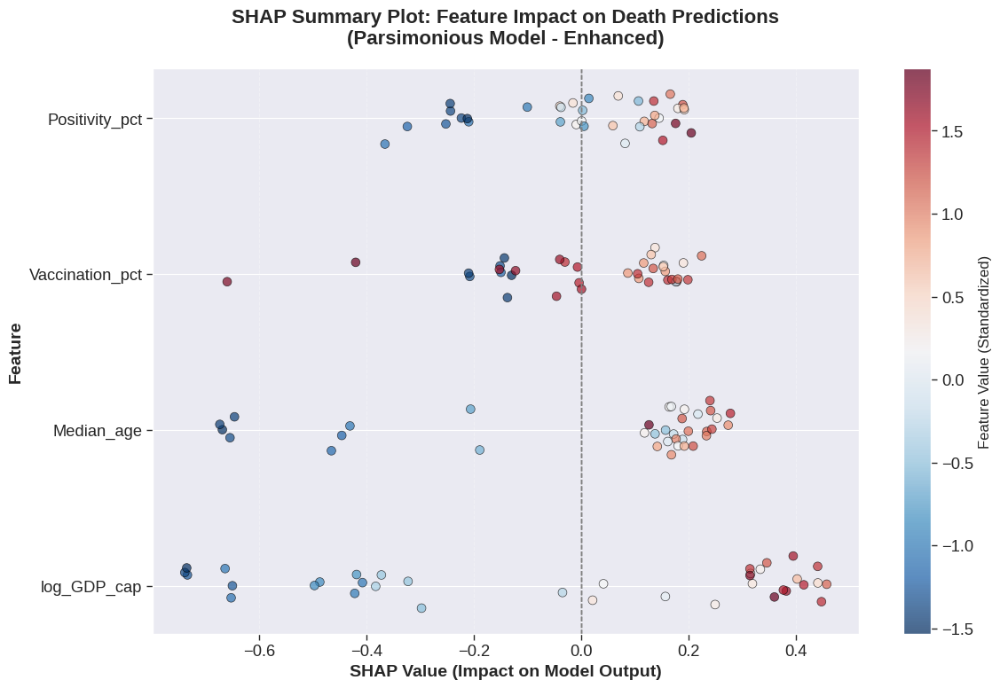 SHAP Summary Plot: Feature Impact on Death Predictions
(Parsimonious Model - Enhanced)
Feature
Positivity_pct
Vaccination_pct
Median_age
log_GDP_cap
−0.6
−0.4
−0.2
0.0
0.2
0.4
SHAP Value (Impact on Model Output)
1.5
1.0
0.5
0.0
−0.5
−1.0
−1.5
Feature Value (Standardized)